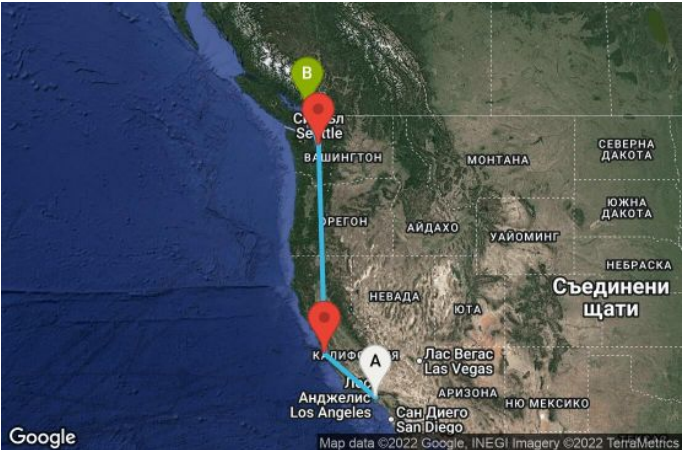 B
Seattle
ВАШИНГТОН
МОНТАНА
СЕВЕРНА
ДАКОТА
ОРЕГОН
АЙДАХО
УАЙОМИНГ
ЮЖНА
ДАКОТА
НЕБРАСКА
Съединени
щати
НЕВАДА
ЮТА
A
Лас Вегас
Las Vegas
Анджелис
Los Angeles
АРИЗОНА
НЮ МЕКСИКО
Сан Диего
San Diego
Google
Map data ©2022 Google, INEGI Imagery ©2022 TerraMetrics